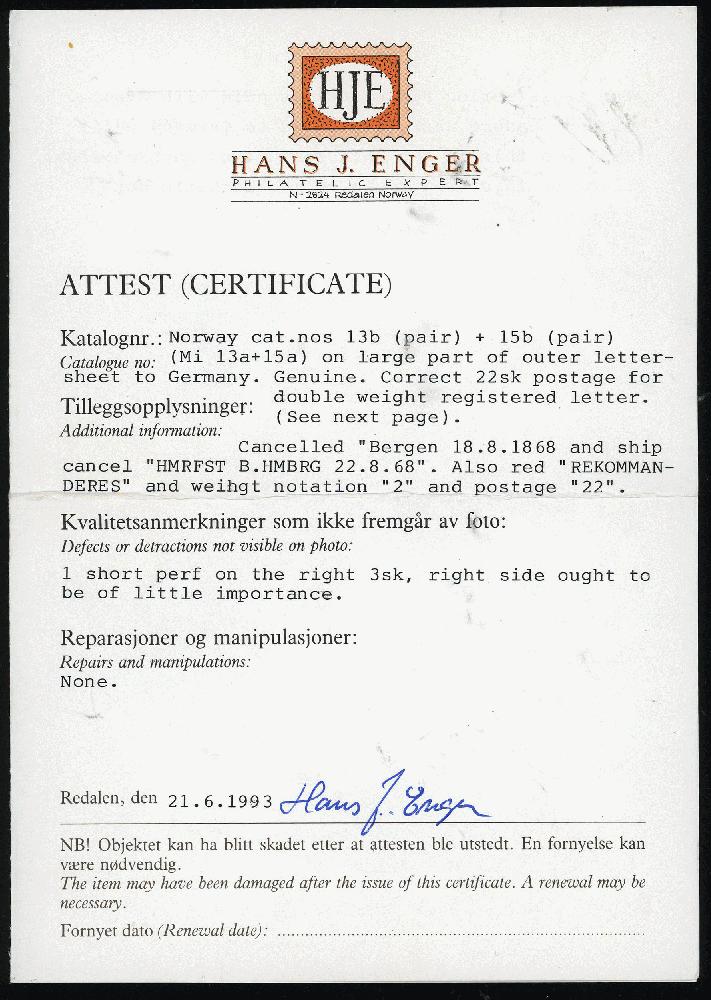 HJE
HANS J. ENGER
PHILATELIC EXPERT
N-2624 Redalen Norway
ATTEST (CERTIFICATE)
Katalognr.: Norway cat.nos 13b (pair) + 15b (pair)
Catalogue no: (Mi 13a+15a) on large part of outer letter-
sheet to Germany. Genuine. Correct 22sk postage for
Tilleggsopplysninger: double weight registered letter.
(See next page).
Additional information:
Cancelled "Bergen 18.8.1868 and ship
cancel "HMRFST B.HMBRG 22.8.68". Also red "REKOMMAN-
DERES" and weihgt notation "2" and postage "22".
Kvalitetsanmerkninger som ikke fremgår av foto:
Defects or detractions not visible on photo:
1 short perf on the right 3sk, right side ought to
be of little importance.
Reparasjoner og manipulasjoner:
Repairs and manipulations:
None.
Redalen, den 21.6.1993 Hans J. Enger
NB! Objektet kan ha blitt skadet etter at attesten ble utstedt. En fornyelse kan
være nødvendig.
The item may have been damaged after the issue of this certificate. A renewal may be
necessary.
Fornyet dato (Renewal date): ....................................................................